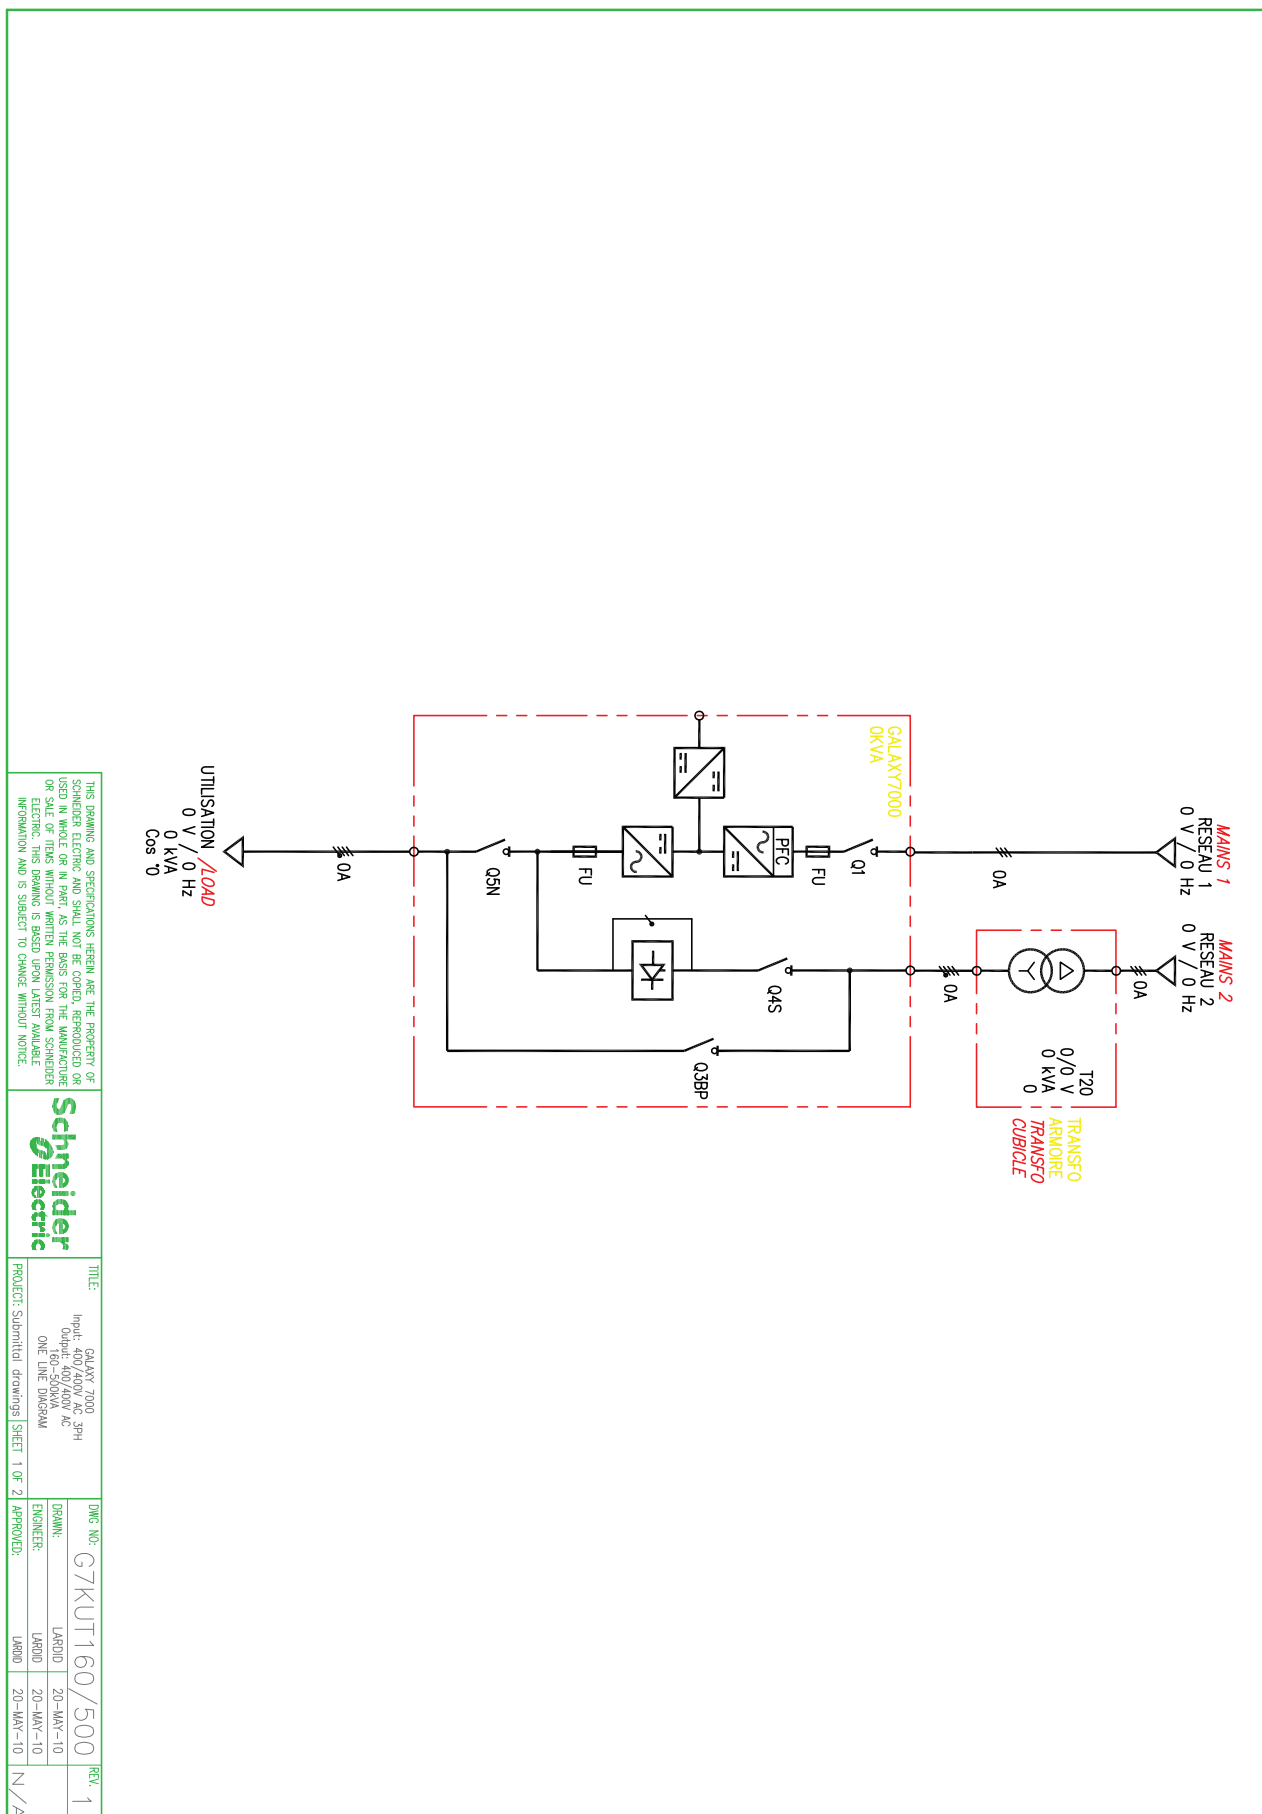 MAINS 1
RESEAU 1
0 V / 0 Hz
MAINS 2
RESEAU 2
0 V / 0 Hz
0A
0A
T20
0/0 V
0 kVA
0
TRANSFO
ARMOIRE
TRANSFO
CUBICLE
0A
GALAXY7000
0KVA
Q1
FU
PFC
Q4S
Q3BP
FU
Q5N
0A
UTILISATION /LOAD
0 V / 0 Hz
0 kVA
Cos °0
THIS DRAWING AND SPECIFICATIONS HEREIN ARE THE PROPERTY OF
SCHNEIDER ELECTRIC AND SHALL NOT BE COPIED, REPRODUCED OR
USED IN WHOLE OR IN PART, AS THE BASIS FOR THE MANUFACTURE
OR SALE OF ITEMS WITHOUT WRITTEN PERMISSION FROM SCHNEIDER
ELECTRIC. THIS DRAWING IS BASED UPON LATEST AVAILABLE
INFORMATION AND IS SUBJECT TO CHANGE WITHOUT NOTICE.
Schneider
Electric
TITLE:
GALAXY 7000
Input: 400/400V AC 3PH
Output: 400/400V AC
160-500kVA
ONE LINE DIAGRAM
PROJECT: Submittal drawings
SHEET 1 OF 2
DWG NO: G7KUT160/500
REV. 1
DRAWN: LARDID 20-MAY-10
ENGINEER: LARDID 20-MAY-10
APPROVED: LARDID 20-MAY-10
N/A